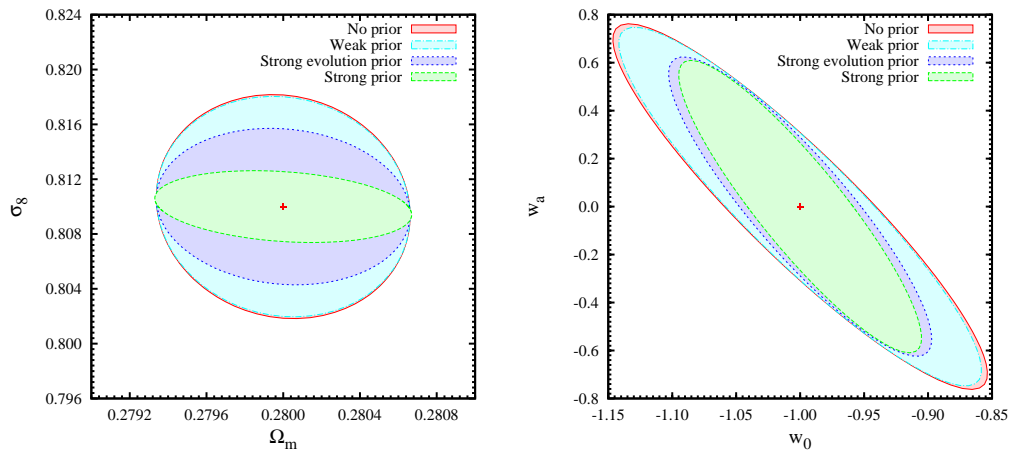 0.824
0.820
0.816
0.812
0.808
0.804
0.800
0.796
σ8
0.2792 0.2796 0.2800 0.2804 0.2808
Ωm
No prior
Weak prior
Strong evolution prior
Strong prior
0.8
0.6
0.4
0.2
0.0
-0.2
-0.4
-0.6
-0.8
wa
-1.15 -1.10 -1.05 -1.00 -0.95 -0.90 -0.85
w0
No prior
Weak prior
Strong evolution prior
Strong prior